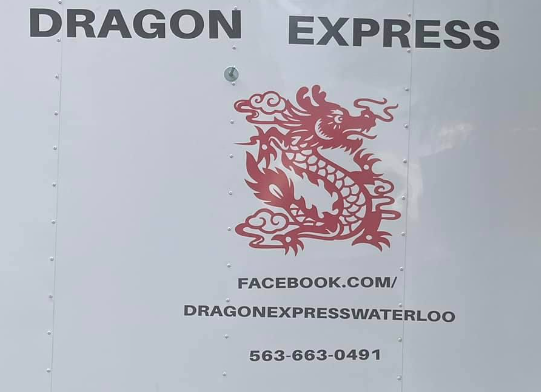 DRAGON EXPRESS
FACEBOOK.COM/
DRAGONEXPRESSWATERLOO
563-663-0491